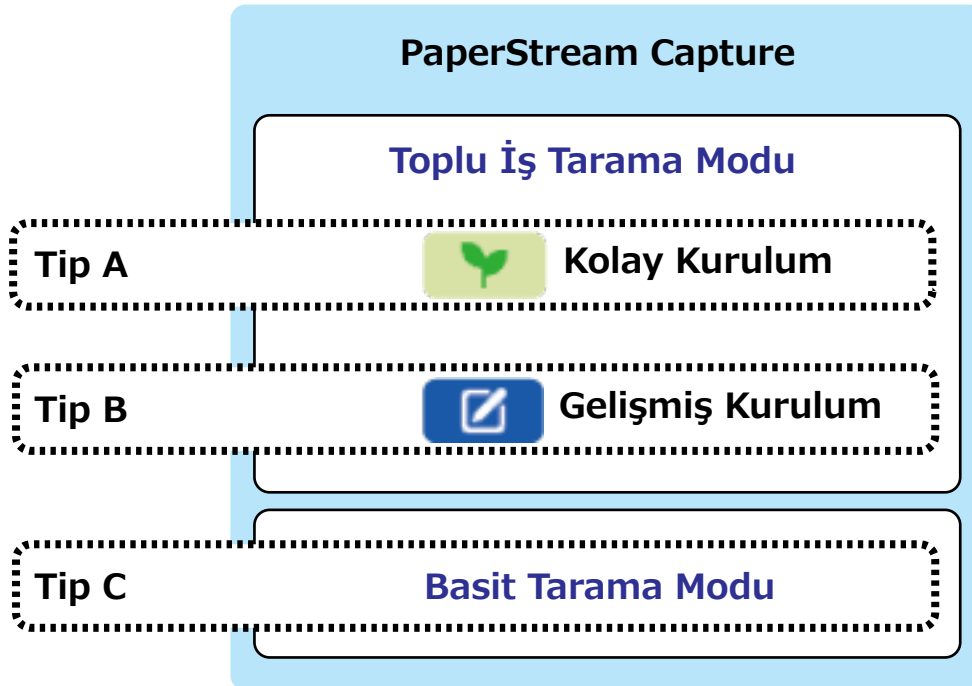 PaperStream Capture
Toplu İş Tarama Modu
Tip A Kolay Kurulum
Tip B Gelişmiş Kurulum
Tip C Basit Tarama Modu